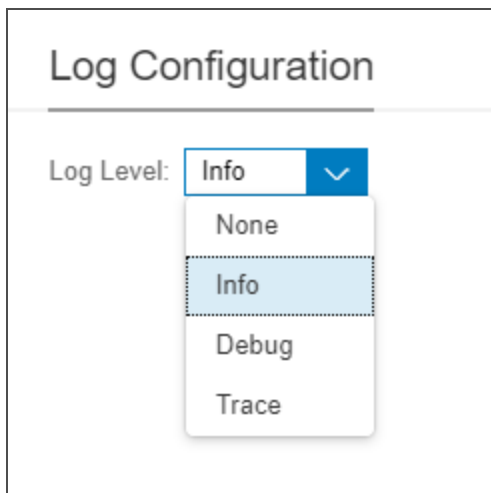 Log Configuration
Log Level: Info
None
Info
Debug
Trace